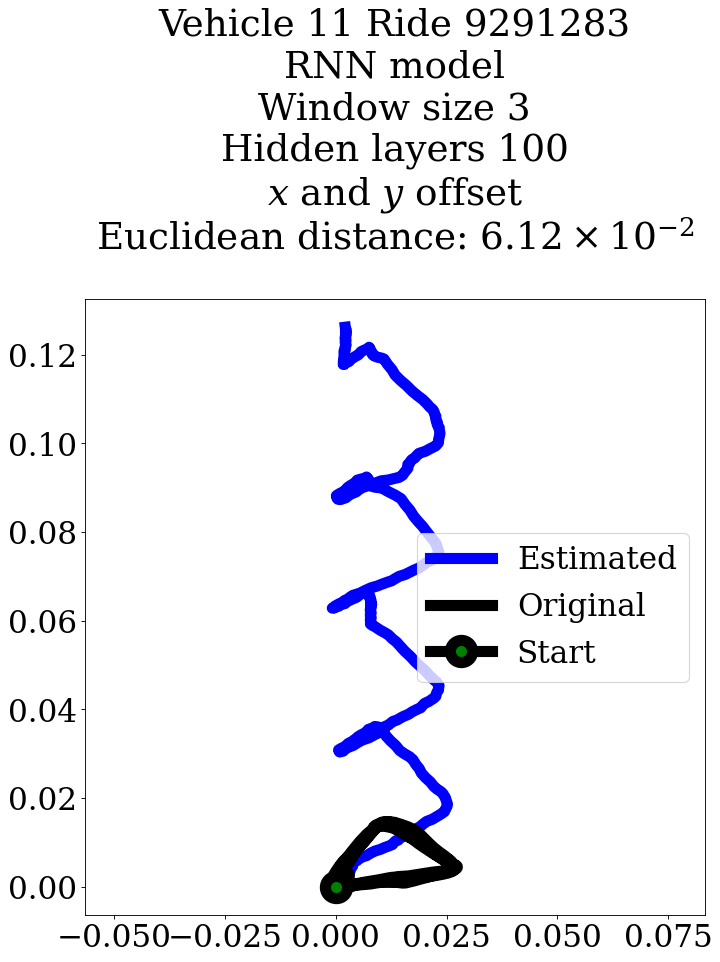 Vehicle 11 Ride 9291283
RNN model
Window size 3
Hidden layers 100
x and y offset
Euclidean distance: 6.12 × 10⁻²
0.12
0.10
0.08
0.06
0.04
0.02
0.00
Estimated
Original
Start
−0.050 −0.025 0.000 0.025 0.050 0.075